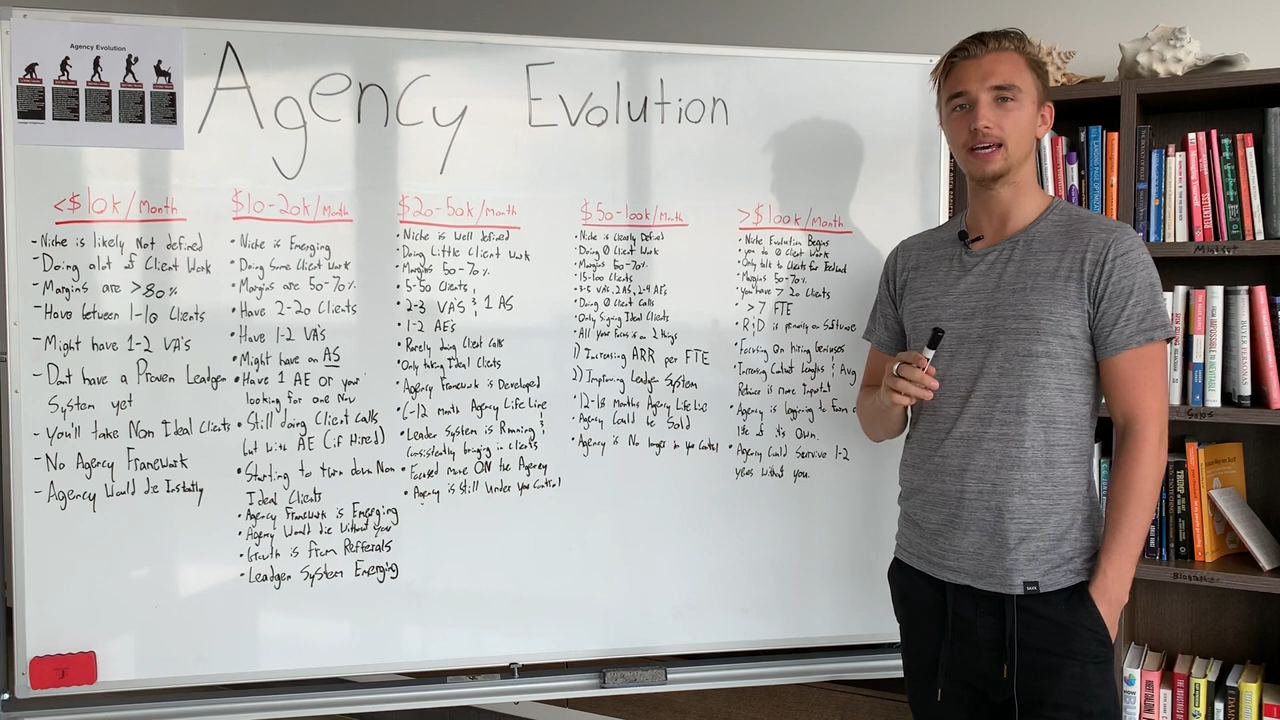 Agency Evolution
Agency Evolution
<$10k/Month
- Niche is likely Not defined
- Doing alot of Client Work
- Margins are >80%
- Have between 1-10 Clients
- Might have 1-2 VA's
- Dont have a Proven Leadgen
System yet
- You'll take Non Ideal Clients
- No Agency Framework
- Agency Would die Instantly
$10-20k/Month
• Niche is Emerging
• Doing Some Client Work
• Margins are 50-70%
• Have 2-20 Clients
• Have 1-2 VA's
• Might have an AS
• Have 1 AE or your
looking for one Now
• Still doing Client Calls
but with AE (if Hired)
• Starting to turn down Non
Ideal Clients
• Agency Framework is Emerging
• Agency Would die Without you
• Growth is From Refferals
• Leadgen System Emerging
$20-50k/Month
• Niche is Well defined
• Doing Little Client Work
• Margins 50-70%
• 5-50 Clients
• 2-3 VA's & 1 AS
• 1-2 AE's
• Rarely doing Client Calls
• Only taking Ideal Clients
• Agency Framework is Developed
• 6-12 month Agency Life Line
• Leadgen System is Running &
Consistently bringing in clients
• Focused more ON the Agency
• Agency is Still Under your Control
$50-100k/Month
• Niche is Clearly Defined
• Doing 0 Client Work
• Margins 50-70%
• 15-100 Clients
• 3-5 VAs, 2 AS, 2-4 AE's
• Doing 0 Client Calls
• Only Signing Ideal Clients
• All your Focus is on 2 things
1) Increasing ARR per FTE
2) Improving Leadgen System
• 12-18 Months Agency Life Line
• Agency Could be Sold
• Agency is No longer in your Control
>$100k/Month
• Niche Evolution Begins
• you do 0 Client Work
• Only talk to Clients for Feedback
• Margins 50-70%
• you have > 20 Clients
• > 7 FTE
• R&D is on Software
• Focusing On hiring Geniuses
• Increasing Contract Lengths & Avg
• Agency is beginning to form a
life of its Own.
• Agency Could Survive 1-2
years without you.
LANDING PAGE OPTIMIZ
Mindset
HOW IMPOSSIBLE INEVITABLE
BUYER PERSONAS
Sales
TRUMP
Biographies
SAXX